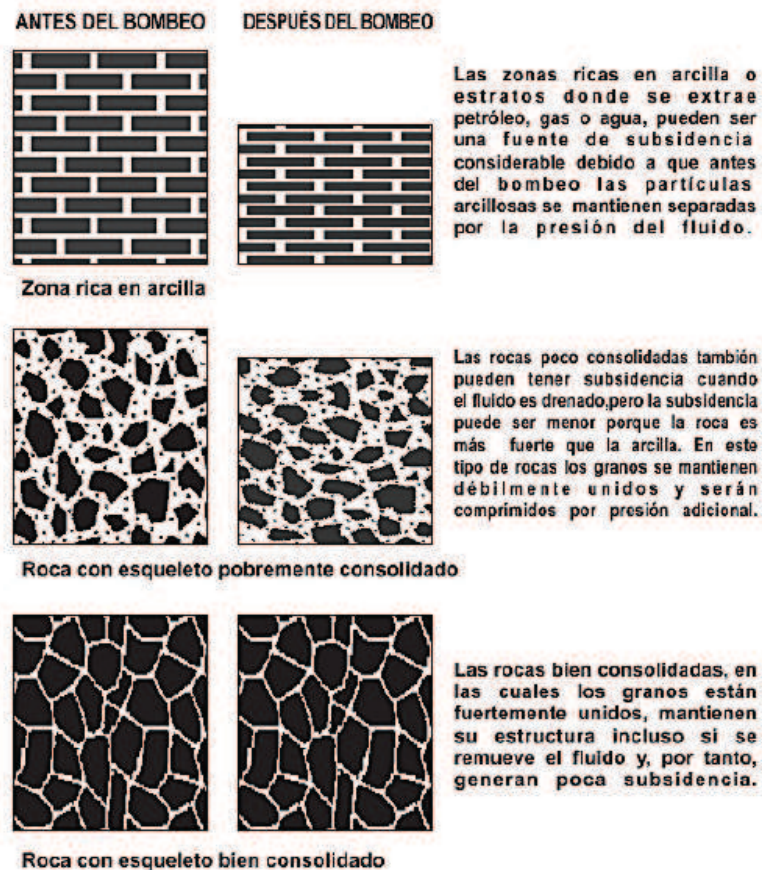 ANTES DEL BOMBEO
DESPUÉS DEL BOMBEO
Las zonas ricas en arcilla o
estratos donde se extrae
petróleo, gas o agua, pueden ser
una fuente de subsidencia
considerable debido a que antes
del bombeo las partículas
arcillosas se mantienen separadas
por la presión del fluido.
Zona rica en arcilla
Las rocas poco consolidadas también
pueden tener subsidencia cuando
el fluido es drenado,pero la subsidencia
puede ser menor porque la roca es
más fuerte que la arcilla. En este
tipo de rocas los granos se mantienen
débilmente unidos y serán
comprimidos por presión adicional.
Roca con esqueleto pobremente consolidado
Las rocas bien consolidadas, en
las cuales los granos están
fuertemente unidos, mantienen
su estructura incluso si se
remueve el fluido y, por tanto,
generan poca subsidencia.
Roca con esqueleto bien consolidado